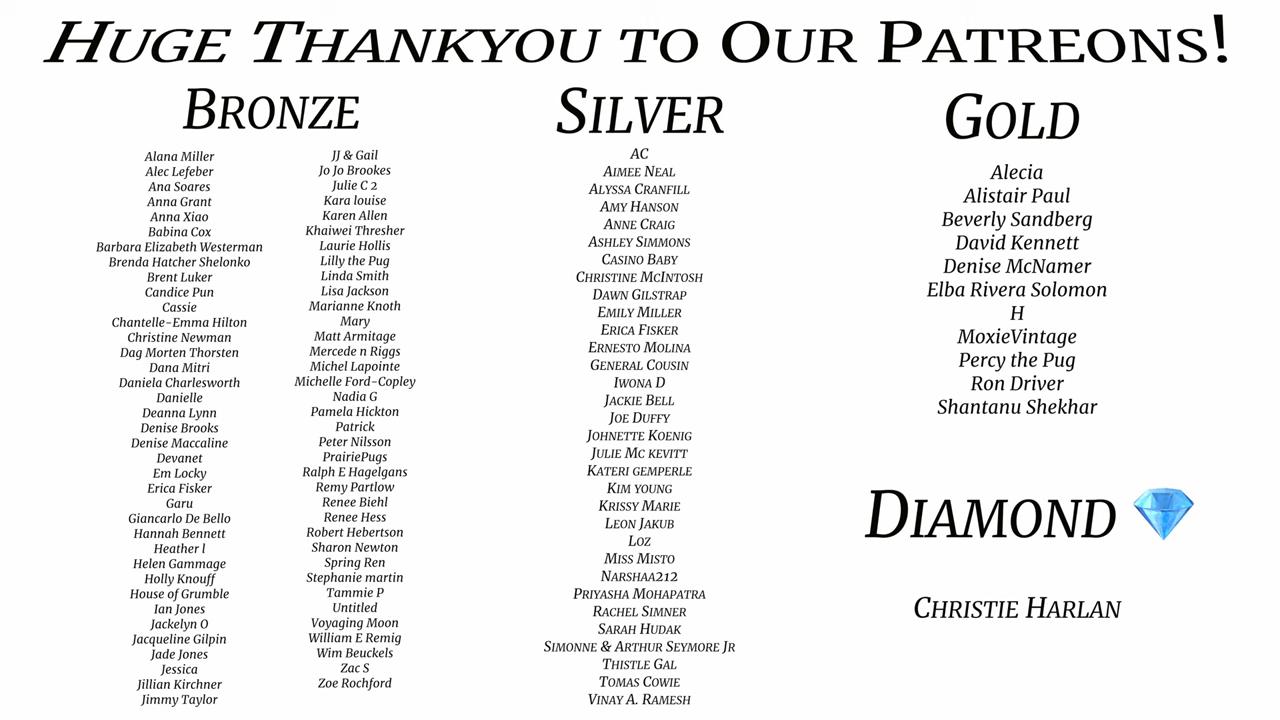 HUGE THANKYOU TO OUR PATREONS!
BRONZE
Alana Miller
Alec Lefeber
Ana Soares
Anna Grant
Anna Xiao
Babina Cox
Barbara Elizabeth Westerman
Brenda Hatcher Shelonko
Brent Luker
Candice Pun
Cassie
Chantelle-Emma Hilton
Christine Newman
Dag Morten Thorsten
Dana Mitri
Daniela Charlesworth
Danielle
Deanna Lynn
Denise Brooks
Denise Maccaline
Devanet
Em Locky
Erica Fisker
Garu
Giancarlo De Bello
Hannah Bennett
Heather l
Helen Gammage
Holly Knouff
House of Grumble
Ian Jones
Jackelyn O
Jacqueline Gilpin
Jade Jones
Jessica
Jillian Kirchner
Jimmy Taylor
JJ & Gail
Jo Jo Brookes
Julie C 2
Kara louise
Karen Allen
Khaiwei Thresher
Laurie Hollis
Lilly the Pug
Linda Smith
Lisa Jackson
Marianne Knoth
Mary
Matt Armitage
Mercede n Riggs
Michel Lapointe
Michelle Ford-Copley
Nadia G
Pamela Hickton
Patrick
Peter Nilsson
PrairiePugs
Ralph E Hagelgans
Remy Partlow
Renee Biehl
Renee Hess
Robert Hebertson
Sharon Newton
Spring Ren
Stephanie martin
Tammie P
Untitled
Voyaging Moon
William E Remig
Wim Beuckels
Zac S
Zoe Rochford
SILVER
AC
AIMEE NEAL
ALYSSA CRANFILL
AMY HANSON
ANNE CRAIG
ASHLEY SIMMONS
CASINO BABY
CHRISTINE MCINTOSH
DAWN GILSTRAP
EMILY MILLER
ERICA FISKER
ERNESTO MOLINA
GENERAL COUSIN
IWONA D
JACKIE BELL
JOE DUFFY
JOHNETTE KOENIG
JULIE MC KEVITT
KATERI GEMPERLE
KIM YOUNG
KRISSY MARIE
LEON JAKUB
LOZ
MISS MISTO
NARSHAA212
PRIYASHA MOHAPATRA
RACHEL SIMNER
SARAH HUDAK
SIMONNE & ARTHUR SEYMORE JR
THISTLE GAL
TOMAS COWIE
VINAY A. RAMESH
GOLD
Alecia
Alistair Paul
Beverly Sandberg
David Kennett
Denise McNamer
Elba Rivera Solomon
H
MoxieVintage
Percy the Pug
Ron Driver
Shantanu Shekhar
DIAMOND
CHRISTIE HARLAN